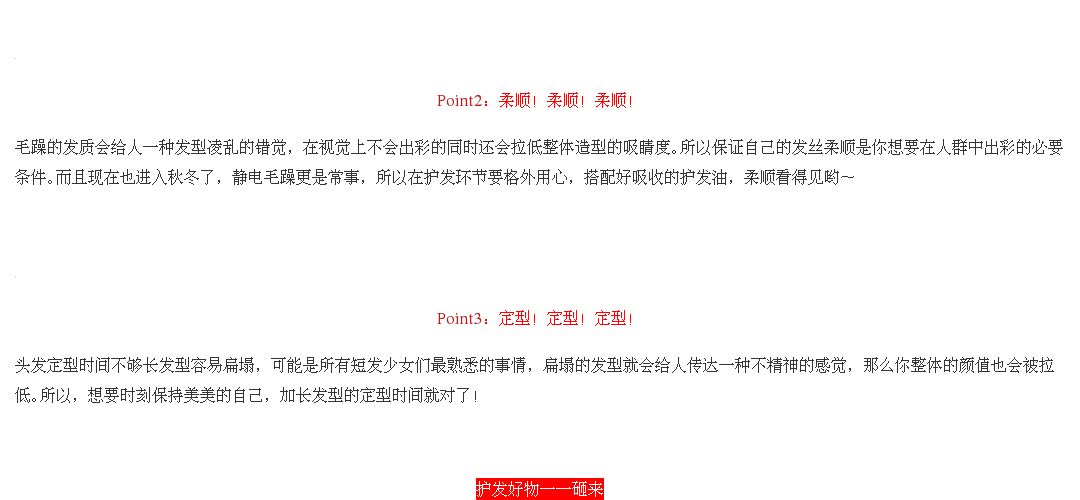 Point2：柔顺！柔顺！柔顺！
毛躁的发质会给人一种发型凌乱的错觉，在视觉上不会出彩的同时还会拉低整体造型的吸睛度。所以保证自己的发丝柔顺是你想要在人群中出彩的必要
条件。而且现在也进入秋冬了，静电毛躁更是常事，所以在护发环节要格外用心，搭配好吸收的护发油，柔顺看得见哟～
Point3：定型！定型！定型！
头发定型时间不够长发型容易扁塌，可能是所有短发少女们最熟悉的事情，扁塌的发型就会给人传达一种不精神的感觉，那么你整体的颜值也会被拉
低。所以，想要时刻保持美美的自己，加长发型的定型时间就对了！
护发好物一一砸来